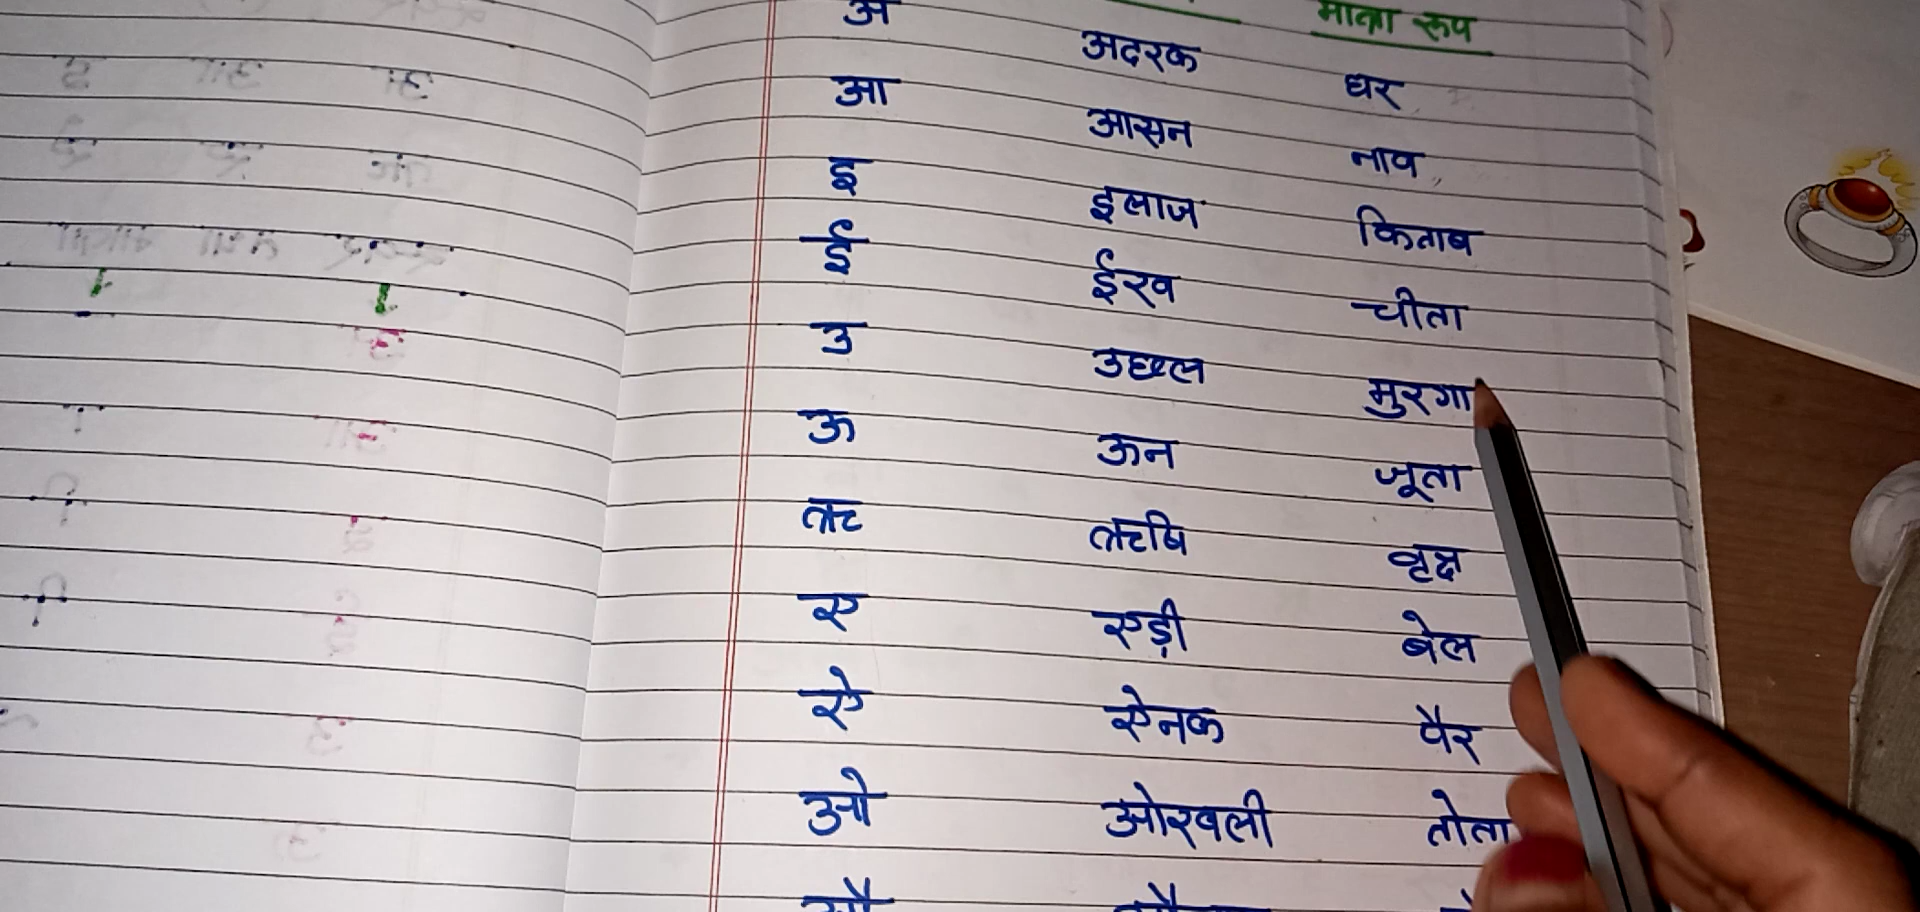 मात्रा रूप
अ अदरक घर
आ आसन नाव
इ इलाज किताब
ई ईख चीता
उ उछल मुरगा
ऊ ऊन जूता
ऋ ऋषि वृक्ष
ए एड़ी बेल
ऐ ऐनक पैर
ओ ओखली तोता
औ